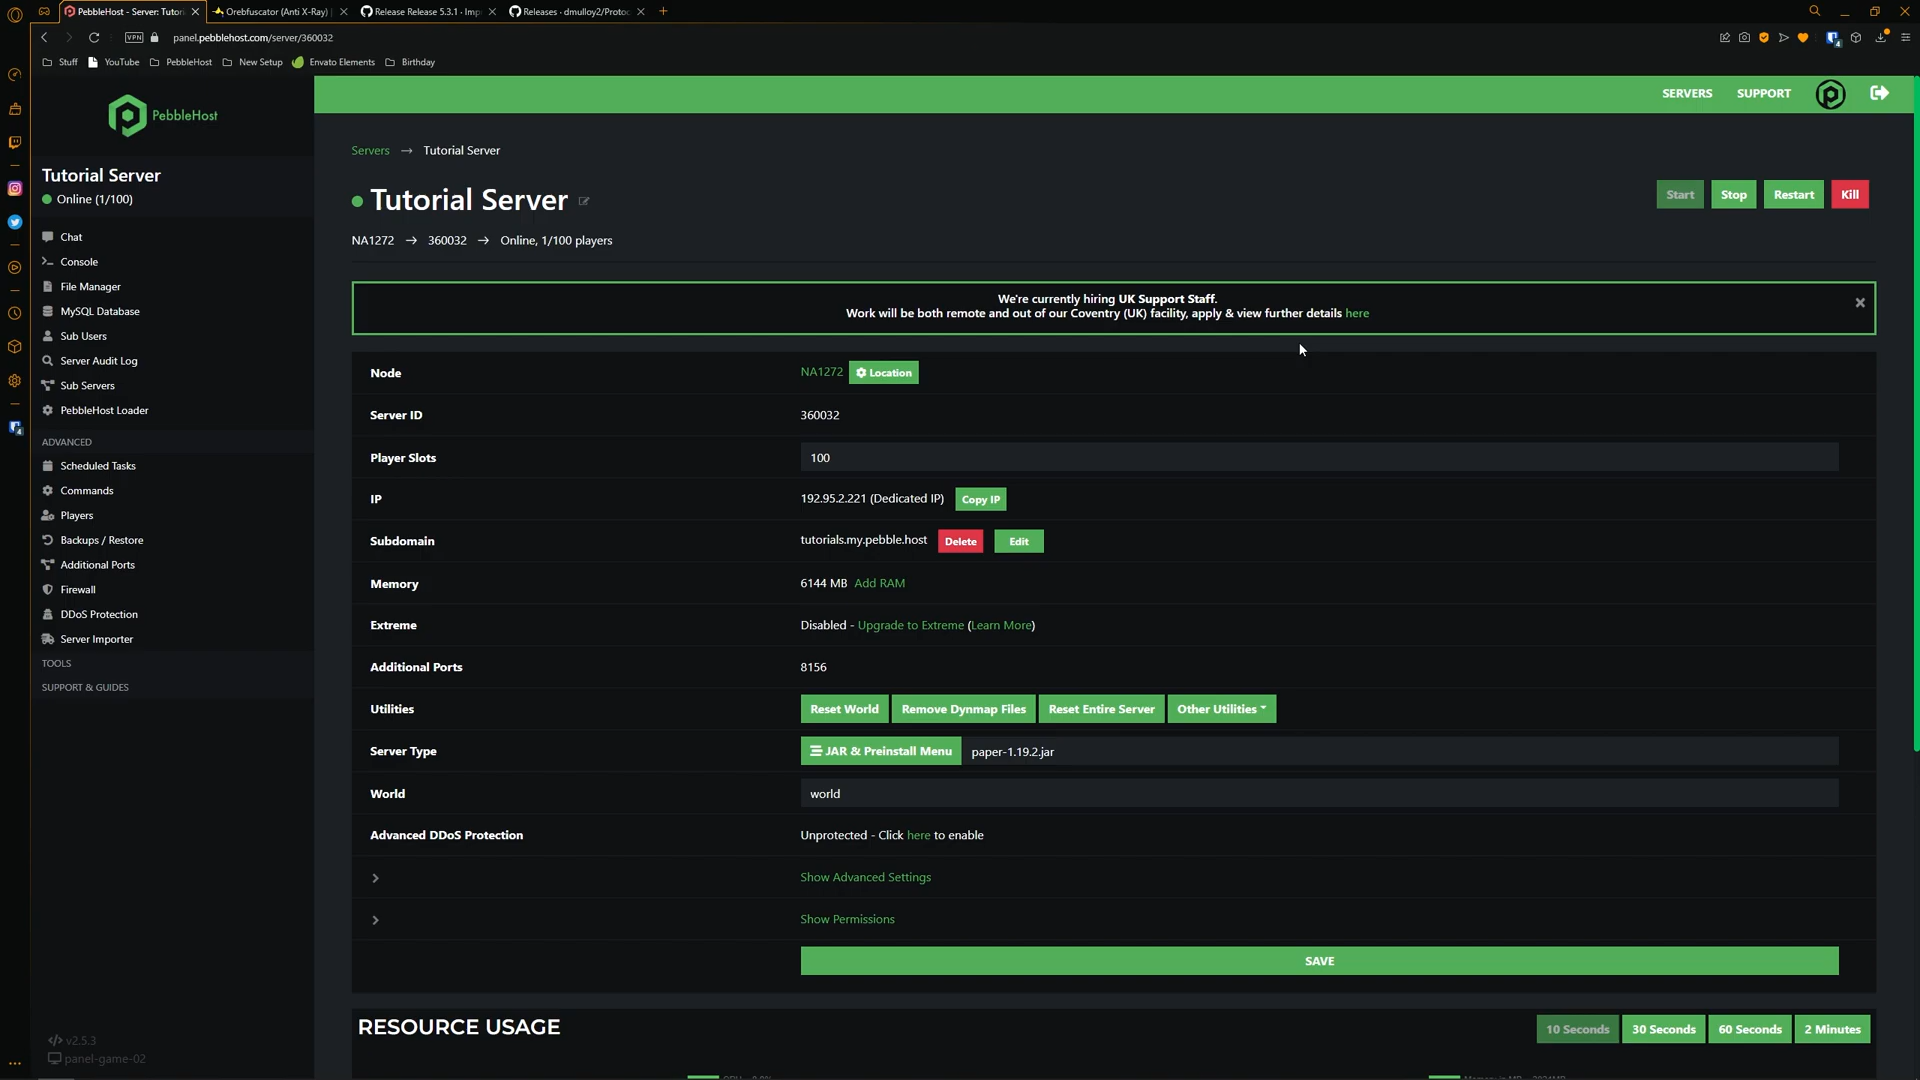 PebbleHost - Server: Tutori
Orebfuscator (Anti X-Ray) |
Release Release 5.3.1 · Imp
Releases · dmulloy2/Protoc
VPN
panel.pebblehost.com/server/360032
Stuff
YouTube
PebbleHost
New Setup
Envato Elements
Birthday
PebbleHost
SERVERS
SUPPORT
Tutorial Server
Online (1/100)
Chat
Console
File Manager
MySQL Database
Sub Users
Server Audit Log
Sub Servers
PebbleHost Loader
ADVANCED
Scheduled Tasks
Commands
Players
Backups / Restore
Additional Ports
Firewall
DDoS Protection
Server Importer
TOOLS
SUPPORT & GUIDES
v2.5.3
panel-game-02
Servers → Tutorial Server
Tutorial Server
Start
Stop
Restart
Kill
NA1272 → 360032 → Online, 1/100 players
We're currently hiring UK Support Staff.
Work will be both remote and out of our Coventry (UK) facility, apply & view further details here
Node
NA1272
Location
Server ID
360032
Player Slots
100
IP
192.95.2.221 (Dedicated IP)
Copy IP
Subdomain
tutorials.my.pebble.host
Delete
Edit
Memory
6144 MB Add RAM
Extreme
Disabled - Upgrade to Extreme (Learn More)
Additional Ports
8156
Utilities
Reset World
Remove Dynmap Files
Reset Entire Server
Other Utilities
Server Type
JAR & Preinstall Menu
paper-1.19.2.jar
World
world
Advanced DDoS Protection
Unprotected - Click here to enable
Show Advanced Settings
Show Permissions
SAVE
RESOURCE USAGE
10 Seconds
30 Seconds
60 Seconds
2 Minutes